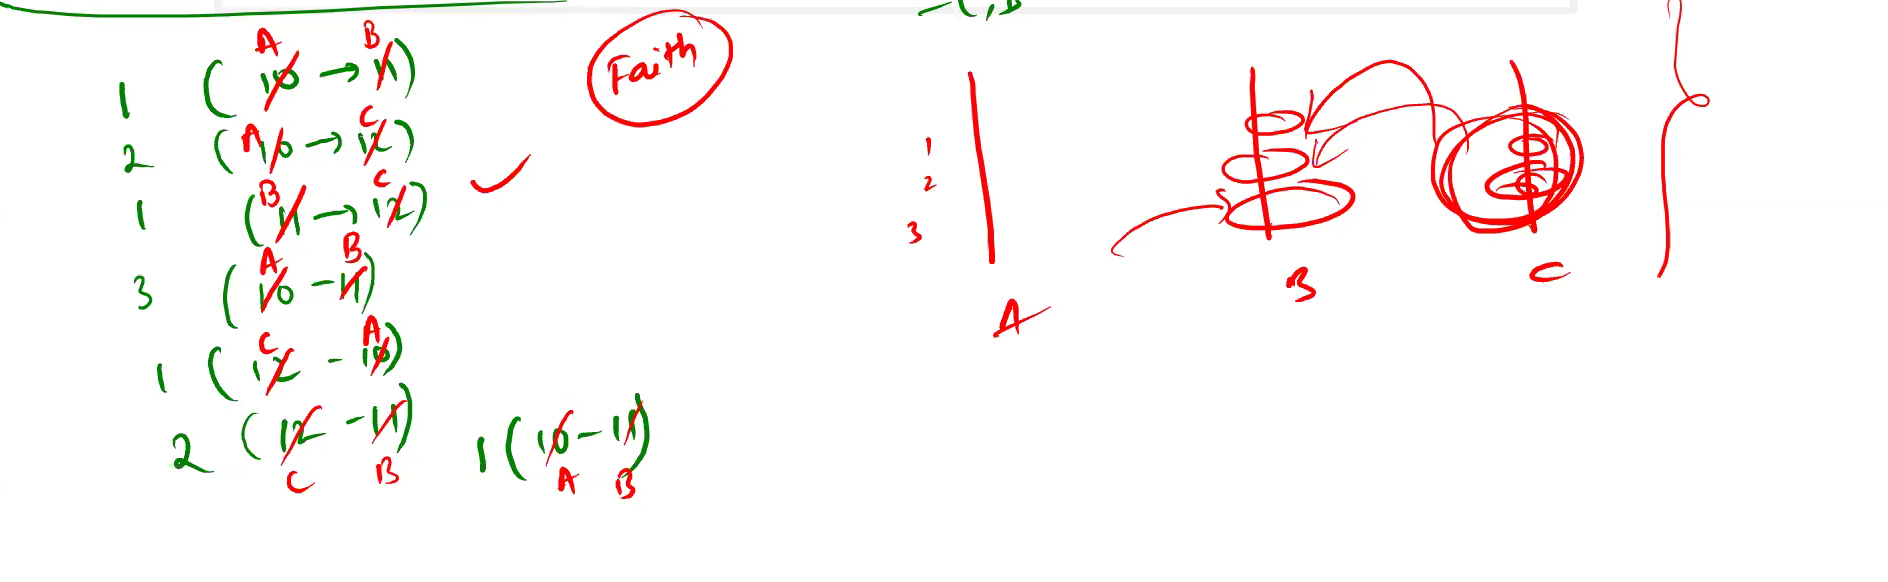 A B
1 (10 → 11)
Faith
A C
2 (10 → 12)
B C
1 (11 → 12)
A B
3 (10 - 11)
C A
1 (12 - 10)
2 (12 - 11)
C B
1 (10 - 11)
A B
1
2
3
A B C